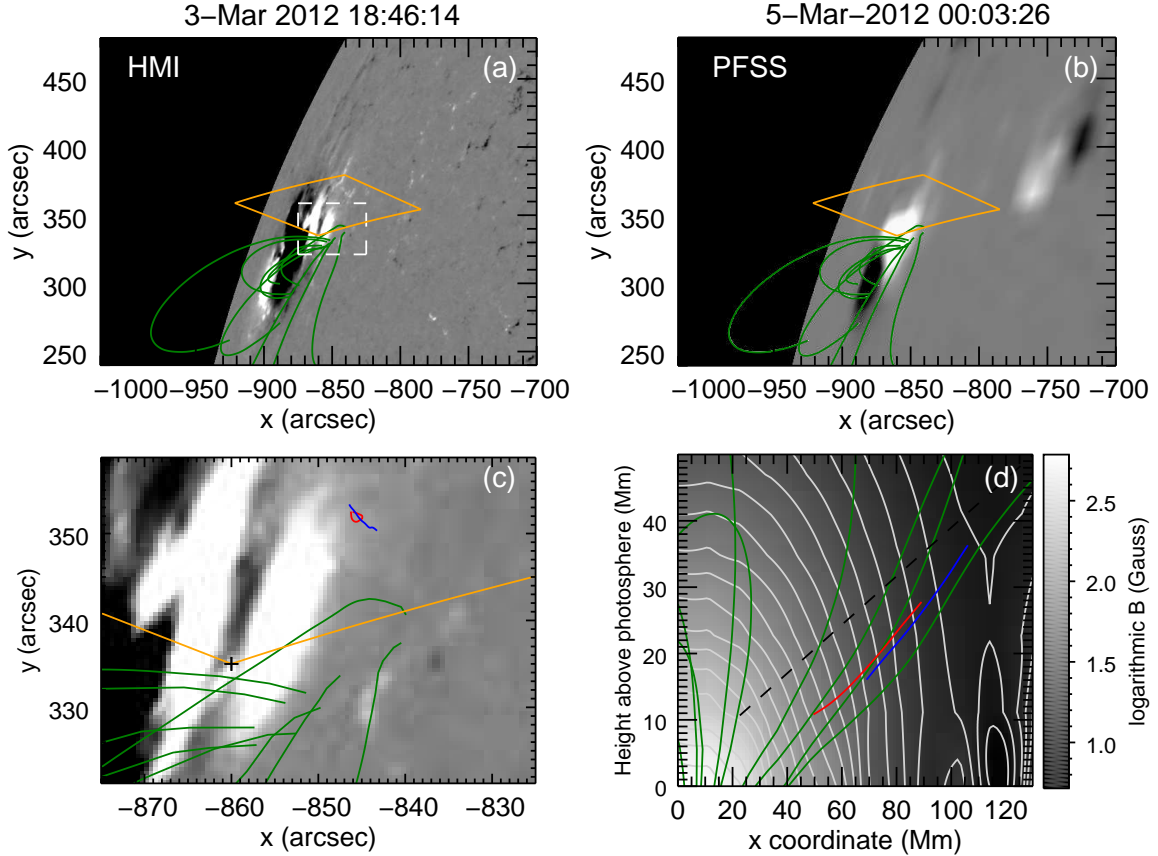 3−Mar 2012 18:46:14
5−Mar−2012 00:03:26
HMI
(a)
450
400
350
300
250
y (arcsec)
−1000 −950 −900 −850 −800 −750 −700
x (arcsec)
PFSS
(b)
450
400
350
300
250
y (arcsec)
−1000 −950 −900 −850 −800 −750 −700
x (arcsec)
(c)
350
340
330
y (arcsec)
−870 −860 −850 −840 −830
x (arcsec)
(d)
40
30
20
10
0
Height above photosphere (Mm)
0 20 40 60 80 100 120
x coordinate (Mm)
2.5
2.0
1.5
1.0
logarithmic B (Gauss)